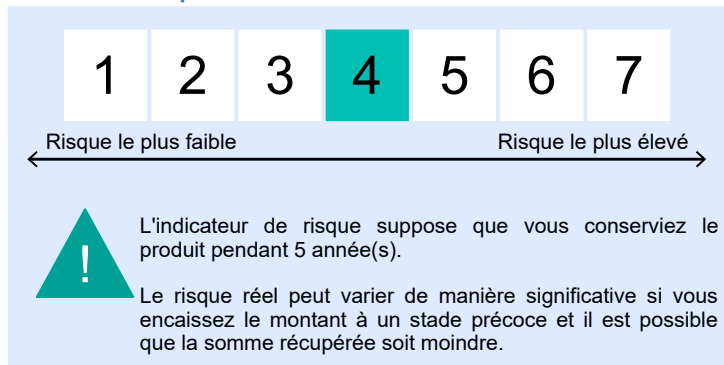 1 2 3 4 5 6 7
Risque le plus faible Risque le plus élevé
!
L'indicateur de risque suppose que vous conserviez le
produit pendant 5 année(s).
Le risque réel peut varier de manière significative si vous
encaissez le montant à un stade précoce et il est possible
que la somme récupérée soit moindre.